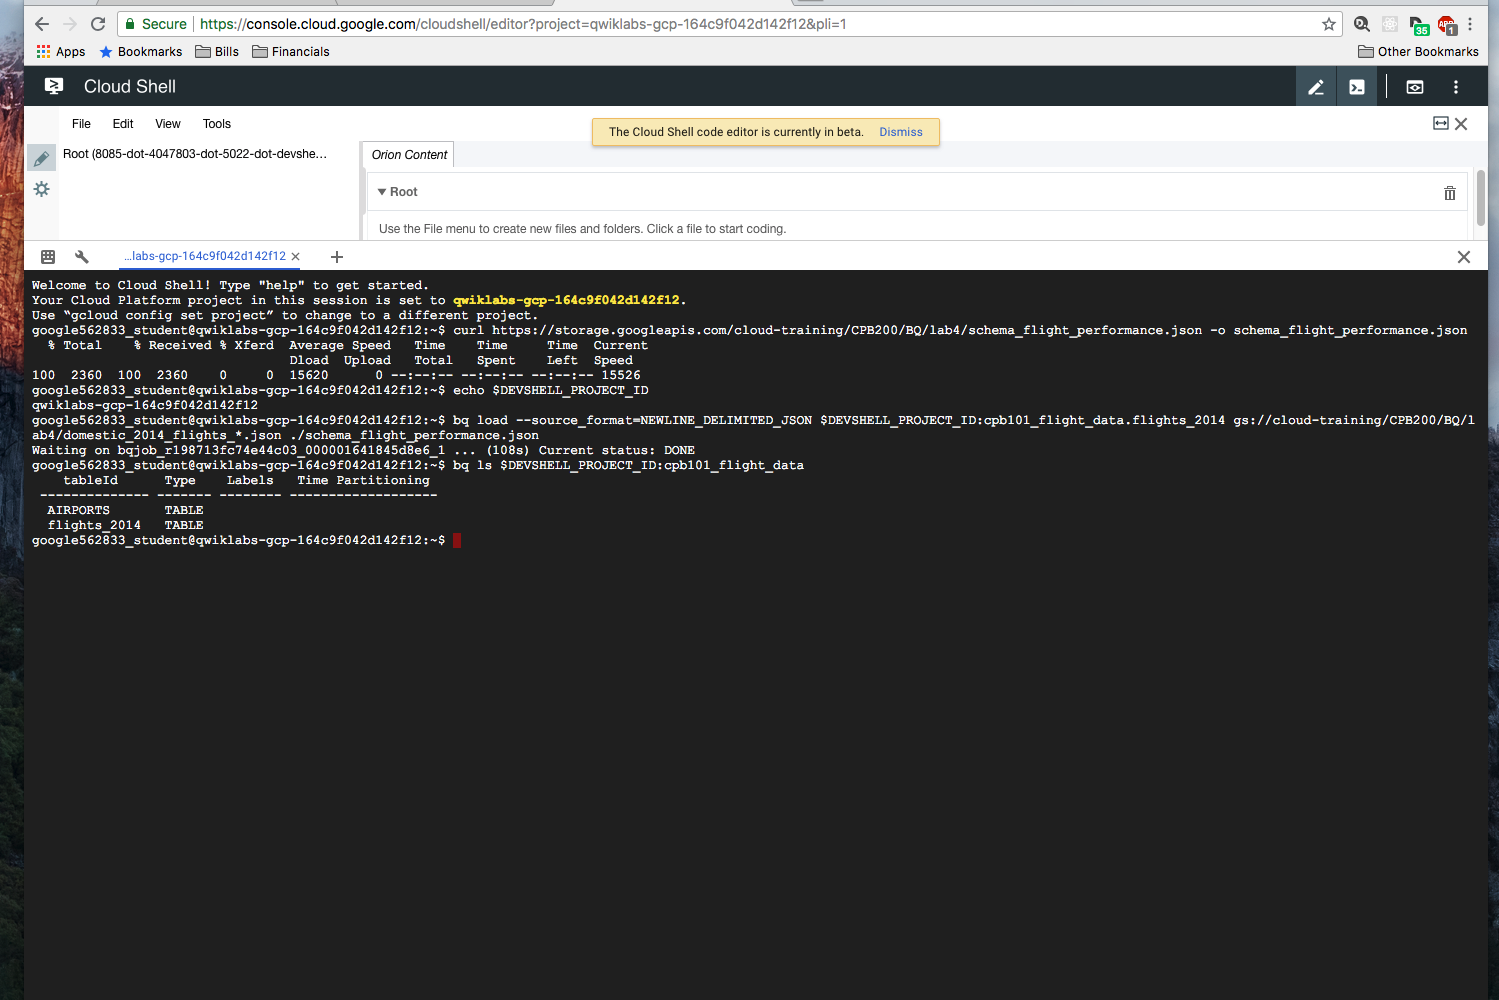 Secure https://console.cloud.google.com/cloudshell/editor?project=qwiklabs-gcp-164c9f042d142f12&pli=1
35 1
Apps Bookmarks Bills Financials Other Bookmarks
Cloud Shell
File Edit View Tools
The Cloud Shell code editor is currently in beta. Dismiss
Root (8085-dot-4047803-dot-5022-dot-devshe...
Orion Content
Root
Use the File menu to create new files and folders. Click a file to start coding.
...labs-gcp-164c9f042d142f12
Welcome to Cloud Shell! Type "help" to get started.
Your Cloud Platform project in this session is set to qwiklabs-gcp-164c9f042d142f12.
Use “gcloud config set project” to change to a different project.
google562833_student@qwiklabs-gcp-164c9f042d142f12:~$ curl https://storage.googleapis.com/cloud-training/CPB200/BQ/lab4/schema_flight_performance.json -o schema_flight_performance.json
% Total % Received % Xferd Average Speed Time Time Time Current
Dload Upload Total Spent Left Speed
100 2360 100 2360 0 0 15620 0 --:--:-- --:--:-- --:--:-- 15526
google562833_student@qwiklabs-gcp-164c9f042d142f12:~$ echo $DEVSHELL_PROJECT_ID
qwiklabs-gcp-164c9f042d142f12
google562833_student@qwiklabs-gcp-164c9f042d142f12:~$ bq load --source_format=NEWLINE_DELIMITED_JSON $DEVSHELL_PROJECT_ID:cpb101_flight_data.flights_2014 gs://cloud-training/CPB200/BQ/l
ab4/domestic_2014_flights_*.json ./schema_flight_performance.json
Waiting on bqjob_r198713fc74e44c03_000001641845d8e6_1 ... (108s) Current status: DONE
google562833_student@qwiklabs-gcp-164c9f042d142f12:~$ bq ls $DEVSHELL_PROJECT_ID:cpb101_flight_data
tableId Type Labels Time Partitioning
-------------- ------- -------- -------------------
AIRPORTS TABLE
flights_2014 TABLE
google562833_student@qwiklabs-gcp-164c9f042d142f12:~$